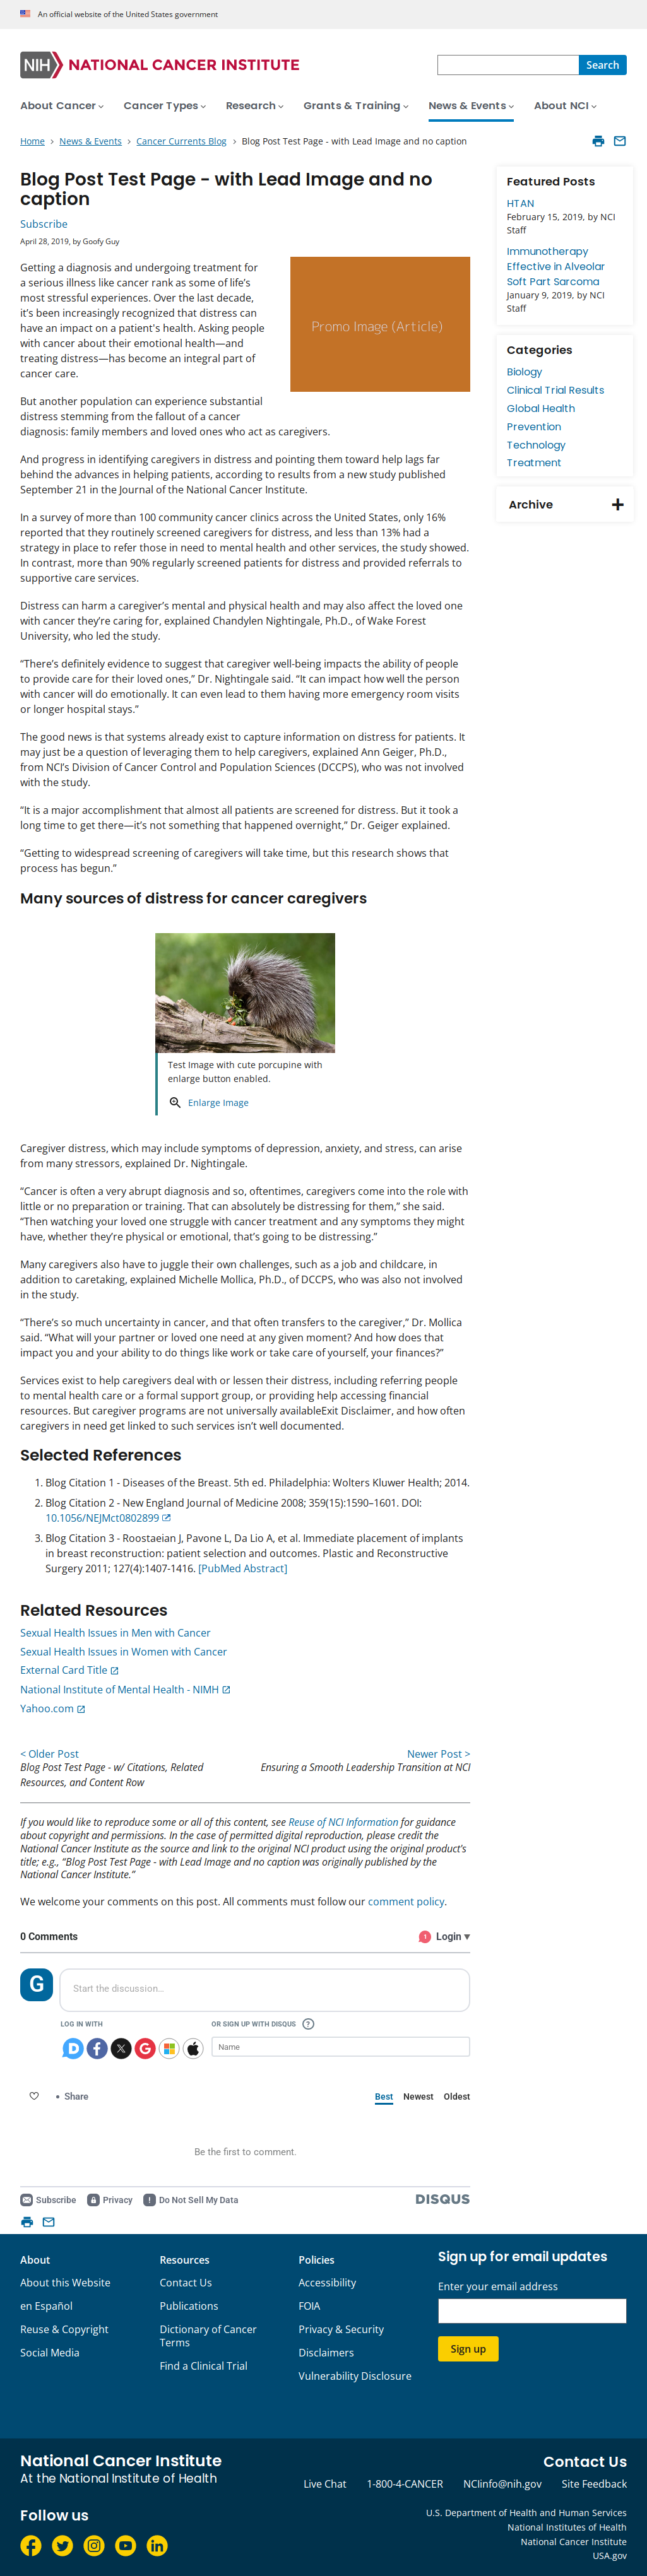 An official website of the United States government
NIH NATIONAL CANCER INSTITUTE
Search
About Cancer
Cancer Types
Research
Grants & Training
News & Events
About NCI
Home › News & Events › Cancer Currents Blog › Blog Post Test Page - with Lead Image and no caption
Blog Post Test Page - with Lead Image and no
caption
Subscribe
April 28, 2019, by Goofy Guy
Promo Image (Article)
Getting a diagnosis and undergoing treatment for
a serious illness like cancer rank as some of life’s
most stressful experiences. Over the last decade,
it’s been increasingly recognized that distress can
have an impact on a patient's health. Asking people
with cancer about their emotional health—and
treating distress—has become an integral part of
cancer care.
But another population can experience substantial
distress stemming from the fallout of a cancer
diagnosis: family members and loved ones who act as caregivers.
And progress in identifying caregivers in distress and pointing them toward help lags far
behind the advances in helping patients, according to results from a new study published
September 21 in the Journal of the National Cancer Institute.
In a survey of more than 100 community cancer clinics across the United States, only 16%
reported that they routinely screened caregivers for distress, and less than 13% had a
strategy in place to refer those in need to mental health and other services, the study showed.
In contrast, more than 90% regularly screened patients for distress and provided referrals to
supportive care services.
Distress can harm a caregiver’s mental and physical health and may also affect the loved one
with cancer they’re caring for, explained Chandylen Nightingale, Ph.D., of Wake Forest
University, who led the study.
“There’s definitely evidence to suggest that caregiver well-being impacts the ability of people
to provide care for their loved ones,” Dr. Nightingale said. “It can impact how well the person
with cancer will do emotionally. It can even lead to them having more emergency room visits
or longer hospital stays.”
The good news is that systems already exist to capture information on distress for patients. It
may just be a question of leveraging them to help caregivers, explained Ann Geiger, Ph.D.,
from NCI’s Division of Cancer Control and Population Sciences (DCCPS), who was not involved
with the study.
“It is a major accomplishment that almost all patients are screened for distress. But it took a
long time to get there—it’s not something that happened overnight,” Dr. Geiger explained.
“Getting to widespread screening of caregivers will take time, but this research shows that
process has begun.”
Many sources of distress for cancer caregivers
Test Image with cute porcupine with
enlarge button enabled.
Enlarge Image
Caregiver distress, which may include symptoms of depression, anxiety, and stress, can arise
from many stressors, explained Dr. Nightingale.
“Cancer is often a very abrupt diagnosis and so, oftentimes, caregivers come into the role with
little or no preparation or training. That can absolutely be distressing for them,” she said.
“Then watching your loved one struggle with cancer treatment and any symptoms they might
have, whether they’re physical or emotional, that’s going to be distressing.”
Many caregivers also have to juggle their own challenges, such as a job and childcare, in
addition to caretaking, explained Michelle Mollica, Ph.D., of DCCPS, who was also not involved
in the study.
“There’s so much uncertainty in cancer, and that often transfers to the caregiver,” Dr. Mollica
said. “What will your partner or loved one need at any given moment? And how does that
impact you and your ability to do things like work or take care of yourself, your finances?”
Services exist to help caregivers deal with or lessen their distress, including referring people
to mental health care or a formal support group, or providing help accessing financial
resources. But caregiver programs are not universally availableExit Disclaimer, and how often
caregivers in need get linked to such services isn’t well documented.
Selected References
1. Blog Citation 1 - Diseases of the Breast. 5th ed. Philadelphia: Wolters Kluwer Health; 2014.
2. Blog Citation 2 - New England Journal of Medicine 2008; 359(15):1590–1601. DOI:
10.1056/NEJMct0802899
3. Blog Citation 3 - Roostaeian J, Pavone L, Da Lio A, et al. Immediate placement of implants
in breast reconstruction: patient selection and outcomes. Plastic and Reconstructive
Surgery 2011; 127(4):1407-1416. [PubMed Abstract]
Related Resources
Sexual Health Issues in Men with Cancer
Sexual Health Issues in Women with Cancer
External Card Title
National Institute of Mental Health - NIMH
Yahoo.com
< Older Post
Blog Post Test Page - w/ Citations, Related
Resources, and Content Row
Newer Post >
Ensuring a Smooth Leadership Transition at NCI
If you would like to reproduce some or all of this content, see Reuse of NCI Information for guidance
about copyright and permissions. In the case of permitted digital reproduction, please credit the
National Cancer Institute as the source and link to the original NCI product using the original product's
title; e.g., “Blog Post Test Page - with Lead Image and no caption was originally published by the
National Cancer Institute.”
We welcome your comments on this post. All comments must follow our comment policy.
0 Comments
1 Login
G
Start the discussion…
LOG IN WITH
OR SIGN UP WITH DISQUS ?
Name
• Share
Best Newest Oldest
Be the first to comment.
Subscribe
Privacy
Do Not Sell My Data
DISQUS
Featured Posts
HTAN
February 15, 2019, by NCI
Staff
Immunotherapy
Effective in Alveolar
Soft Part Sarcoma
January 9, 2019, by NCI
Staff
Categories
Biology
Clinical Trial Results
Global Health
Prevention
Technology
Treatment
Archive +
About
About this Website
en Español
Reuse & Copyright
Social Media
Resources
Contact Us
Publications
Dictionary of Cancer
Terms
Find a Clinical Trial
Policies
Accessibility
FOIA
Privacy & Security
Disclaimers
Vulnerability Disclosure
Sign up for email updates
Enter your email address
Sign up
National Cancer Institute
At the National Institutes of Health
Follow us
Contact Us
Live Chat
1-800-4-CANCER
NCIinfo@nih.gov
Site Feedback
U.S. Department of Health and Human Services
National Institutes of Health
National Cancer Institute
USA.gov